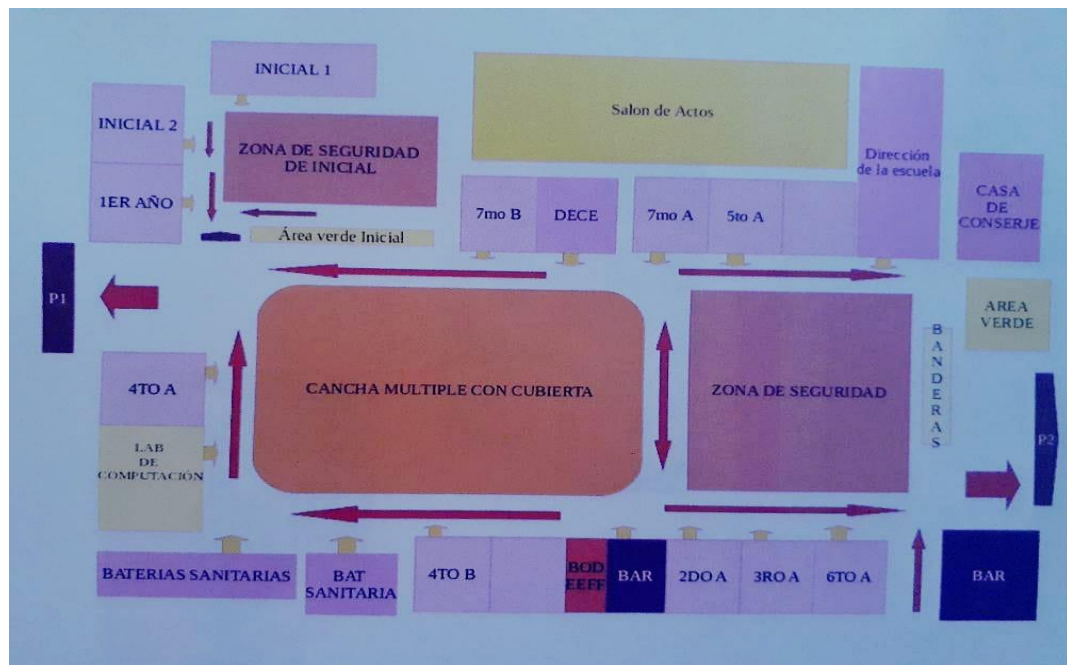 INICIAL 1
INICIAL 2
ZONA DE SEGURIDAD
DE INICIAL
1ER AÑO
Área verde Inicial
Salon de Actos
Dirección
de la escuela
CASA
DE
CONSERJE
7mo B
DECE
7mo A
5to A
P1
AREA
VERDE
BANDERAS
CANCHA MULTIPLE CON CUBIERTA
ZONA DE SEGURIDAD
4TO A
LAB
DE
COMPUTACIÓN
P2
BATERIAS SANITARIAS
BAT
SANITARIA
4TO B
BOD
EEFF
BAR
2DO A
3RO A
6TO A
BAR